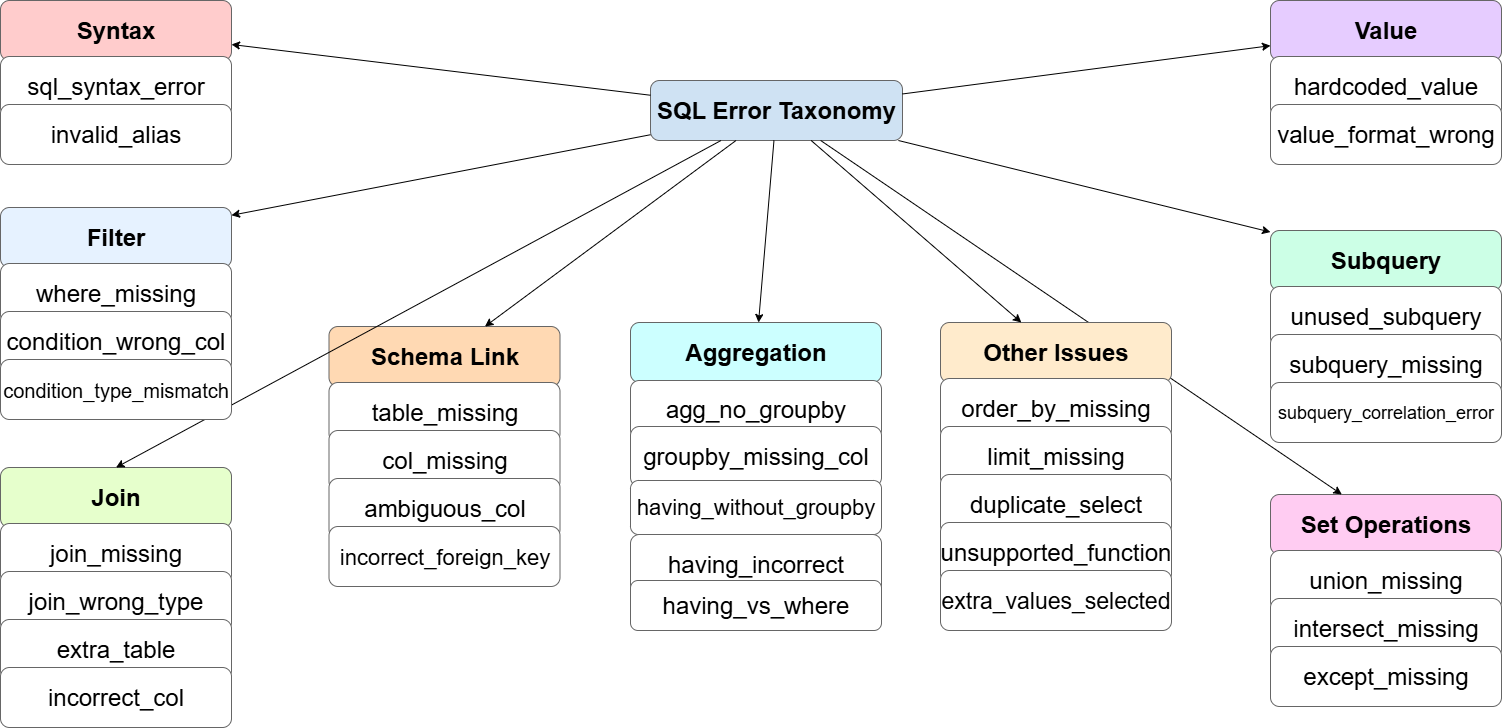 SQL Error Taxonomy
Syntax
sql_syntax_error
invalid_alias
Filter
where_missing
condition_wrong_col
condition_type_mismatch
Join
join_missing
join_wrong_type
extra_table
incorrect_col
Schema Link
table_missing
col_missing
ambiguous_col
incorrect_foreign_key
Aggregation
agg_no_groupby
groupby_missing_col
having_without_groupby
having_incorrect
having_vs_where
Other Issues
order_by_missing
limit_missing
duplicate_select
unsupported_function
extra_values_selected
Value
hardcoded_value
value_format_wrong
Subquery
unused_subquery
subquery_missing
subquery_correlation_error
Set Operations
union_missing
intersect_missing
except_missing